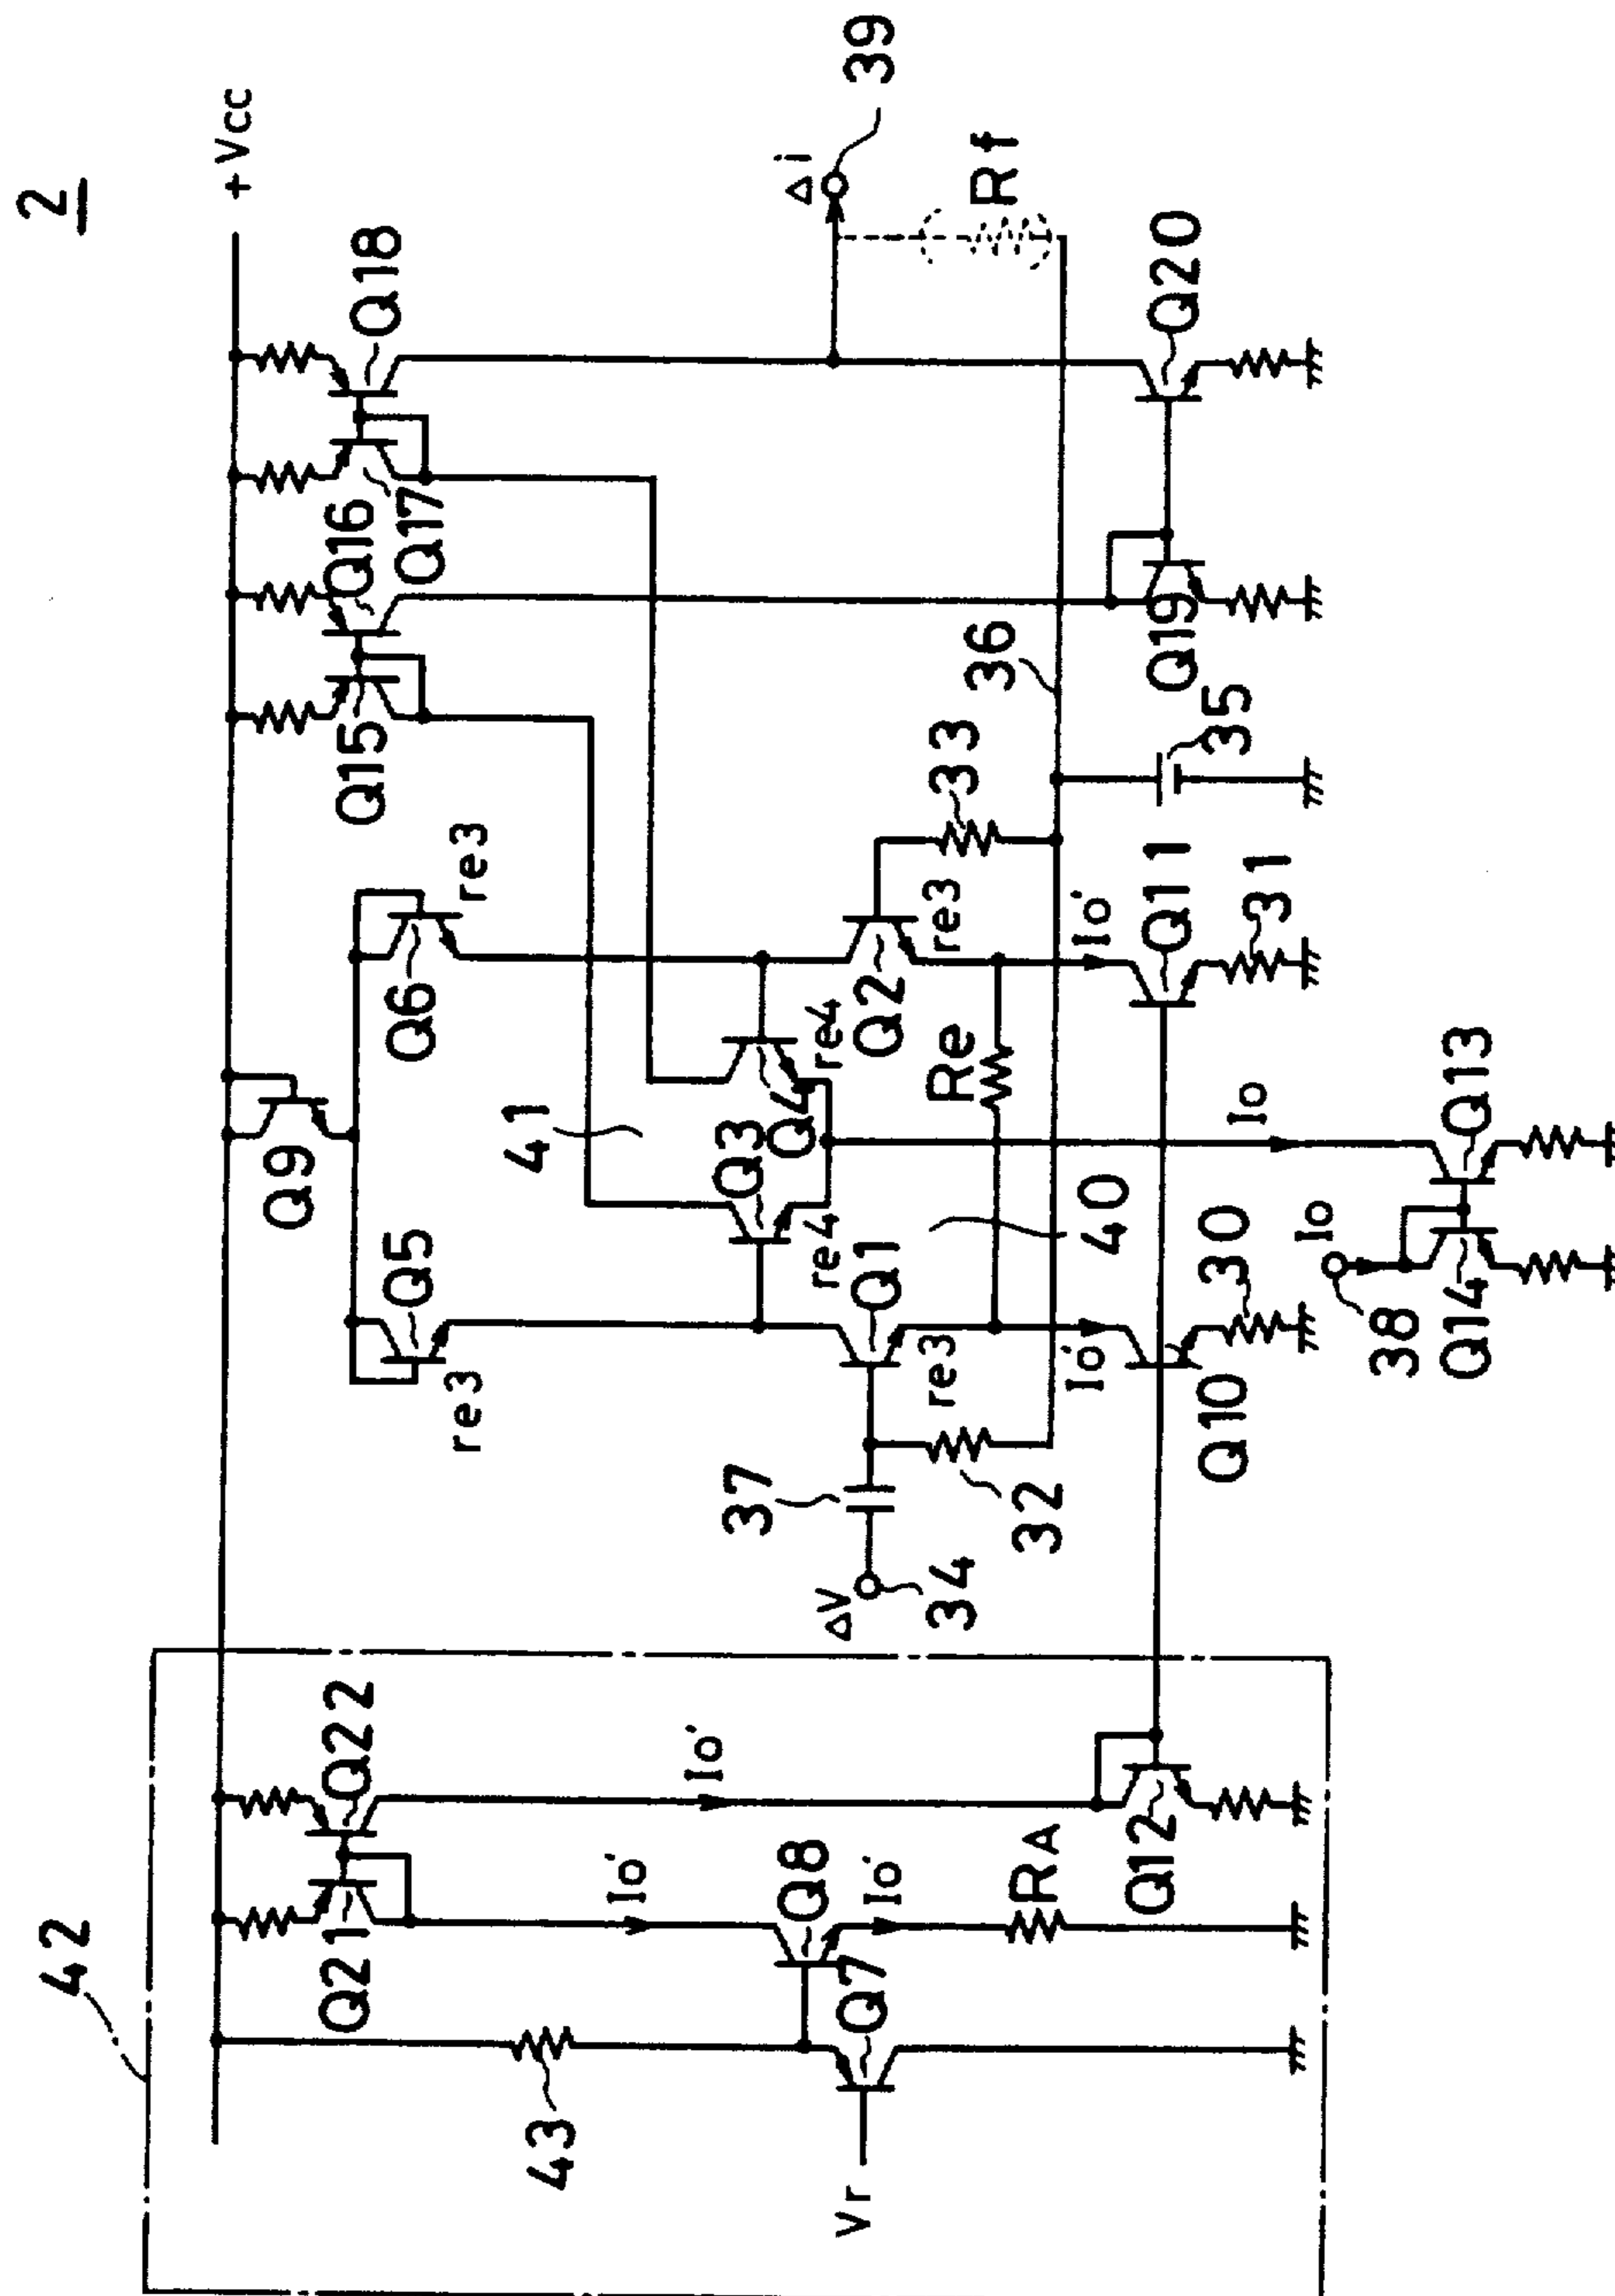 2
+Vcc
42
Q21
Q22
Q9
Q15
Q16
Q17
Q18
43
Io'
Io'
Q5
re3
Q6
re3
Δi
39
Vr
Q7
Q8
Io'
RA
ΔV
34
37
32
Q1
re3
Q3
re4
Q4
re4
41
40
Q2
re3
Re
33
36
Rf
Q12
Io'
Q10
30
Io'
Q11
31
35
Q19
Q20
Io
38
Io
Q14
Q13